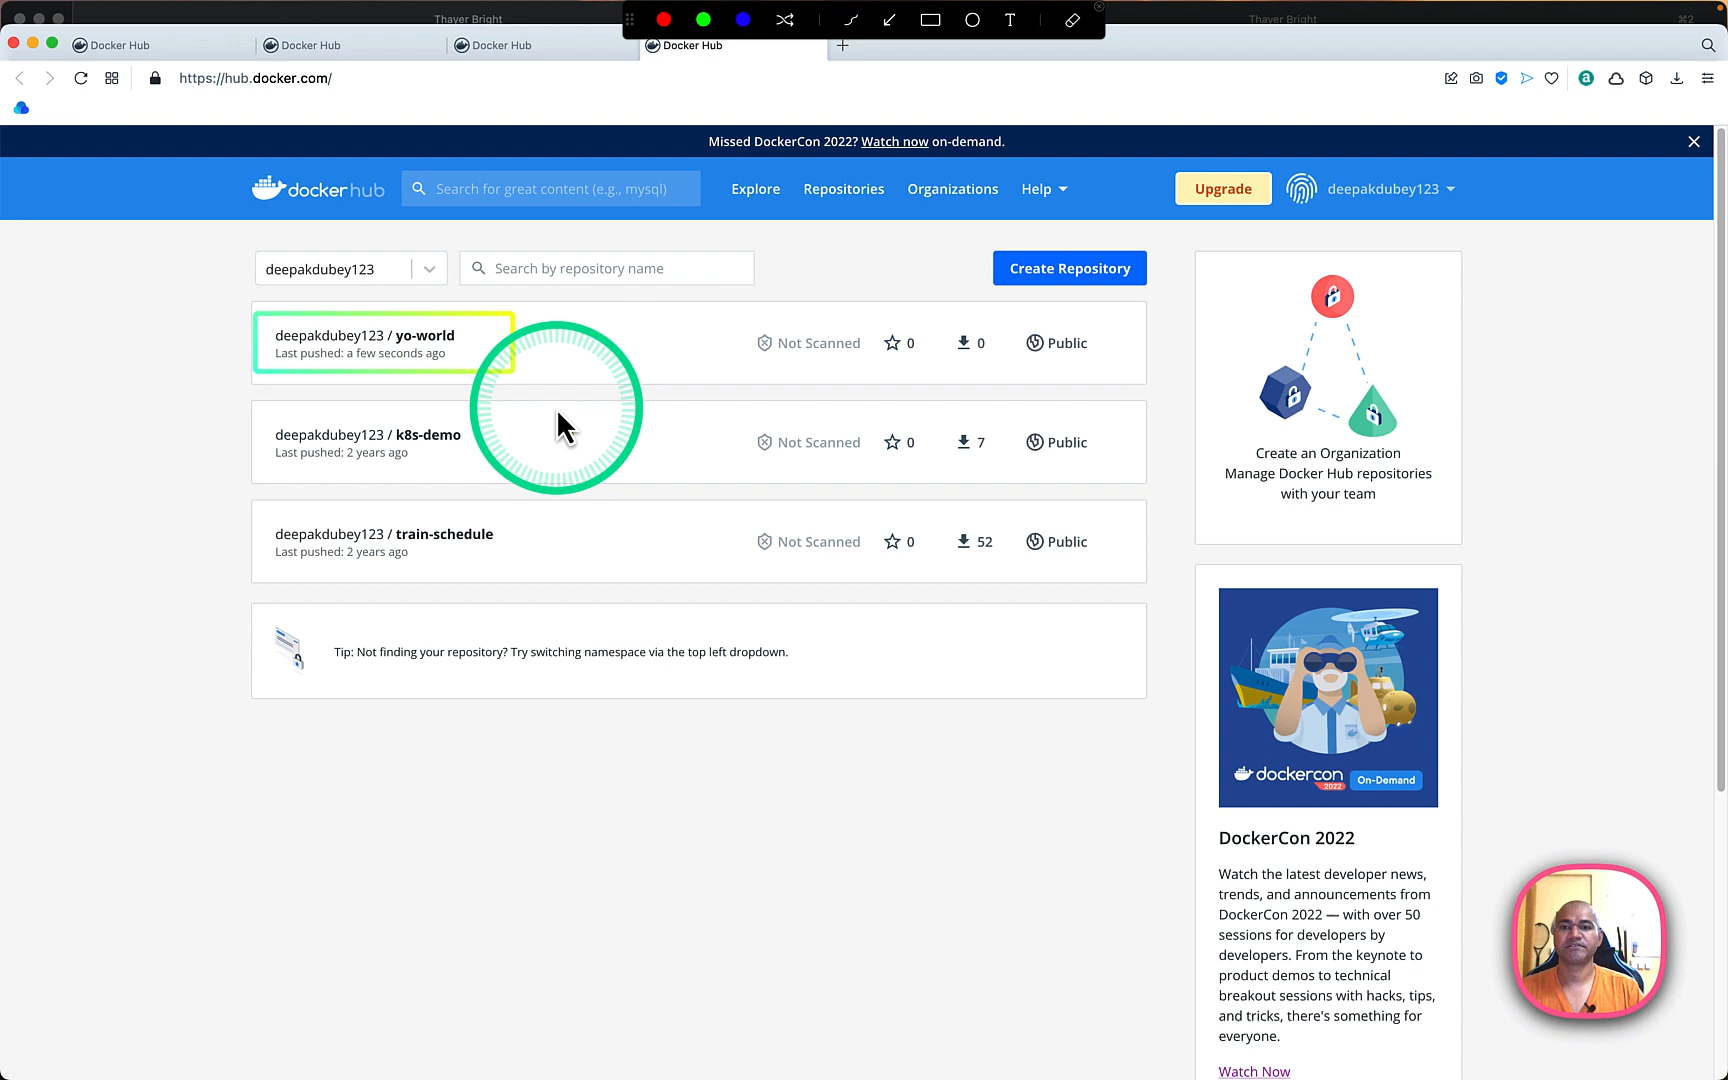 Thayer Bright
Thayer Bright
⌘2
T
Docker Hub
Docker Hub
Docker Hub
Docker Hub
https://hub.docker.com/
a
Missed DockerCon 2022? Watch now on-demand.
dockerhub
Search for great content (e.g., mysql)
Explore
Repositories
Organizations
Help
Upgrade
deepakdubey123
deepakdubey123
Search by repository name
Create Repository
deepakdubey123 / yo-world
Last pushed: a few seconds ago
Not Scanned
0
0
Public
deepakdubey123 / k8s-demo
Last pushed: 2 years ago
Not Scanned
0
7
Public
deepakdubey123 / train-schedule
Last pushed: 2 years ago
Not Scanned
0
52
Public
Tip: Not finding your repository? Try switching namespace via the top left dropdown.
Create an Organization
Manage Docker Hub repositories
with your team
dockercon
2022
On-Demand
DockerCon 2022
Watch the latest developer news,
trends, and announcements from
DockerCon 2022 — with over 50
sessions for developers by
developers. From the keynote to
product demos to technical
breakout sessions with hacks, tips,
and tricks, there's something for
everyone.
Watch Now